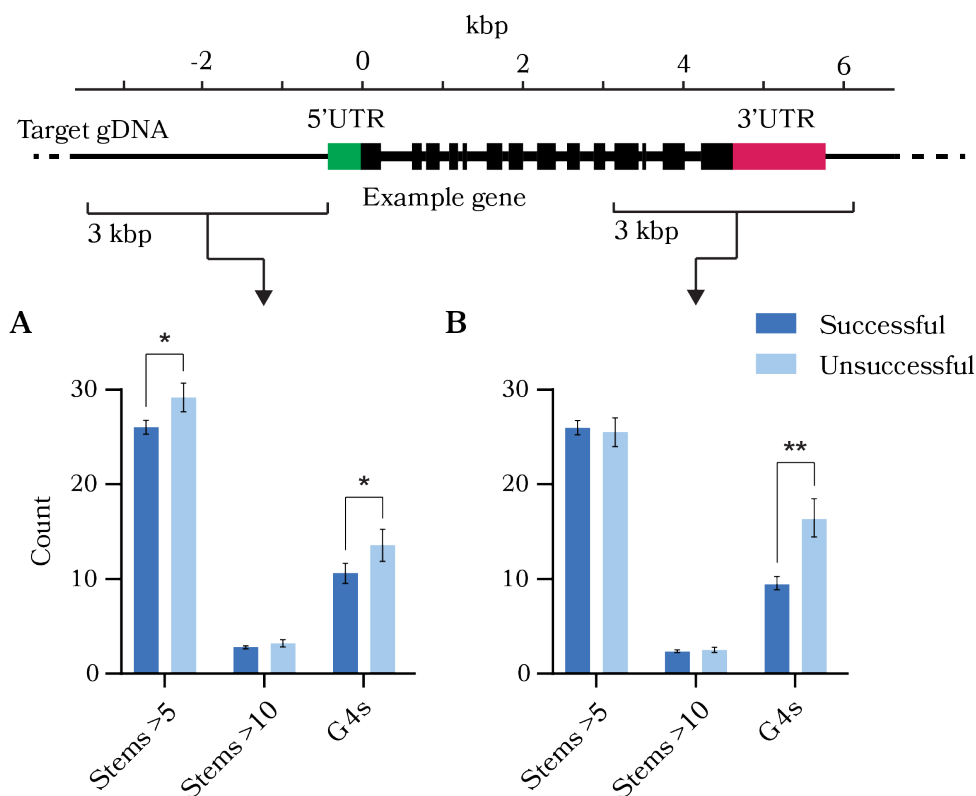 kbp
-2 0 2 4 6
Target gDNA
5'UTR
3'UTR
Example gene
3 kbp
3 kbp
A
B
Successful
Unsuccessful
*
*
**
Count
30
20
10
0
Stems >5
Stems >10
G4s
30
20
10
0
Stems >5
Stems >10
G4s